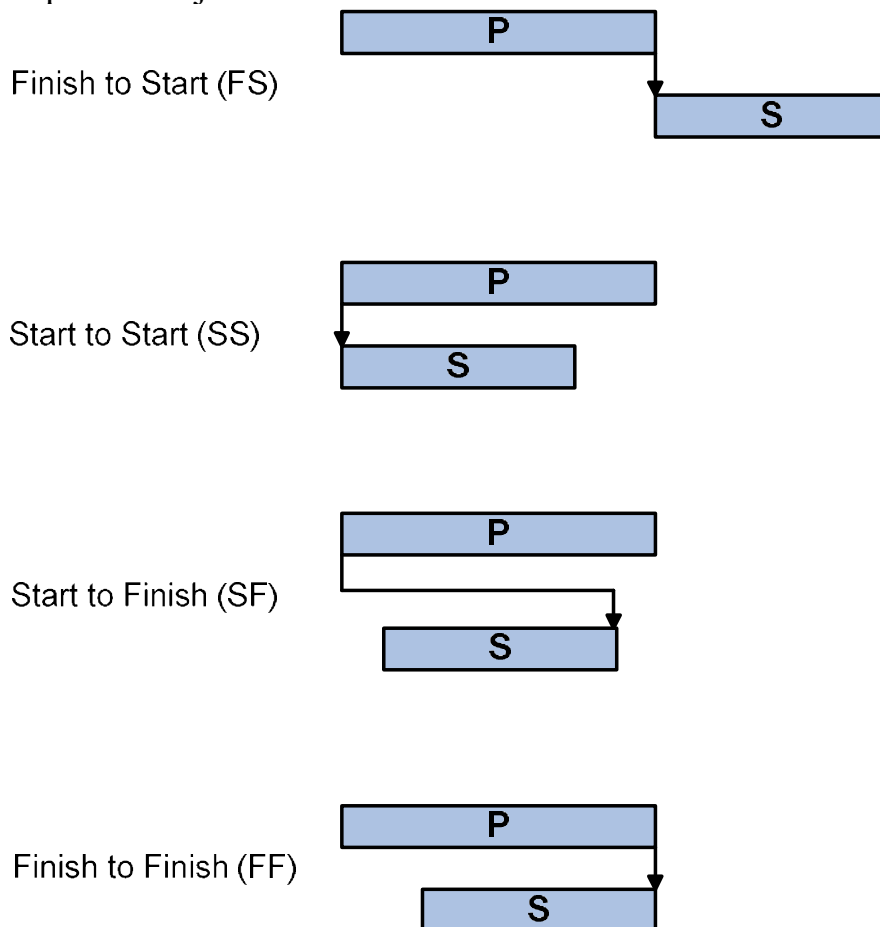 P
Finish to Start (FS)
S
P
Start to Start (SS)
S
P
Start to Finish (SF)
S
P
Finish to Finish (FF)
S